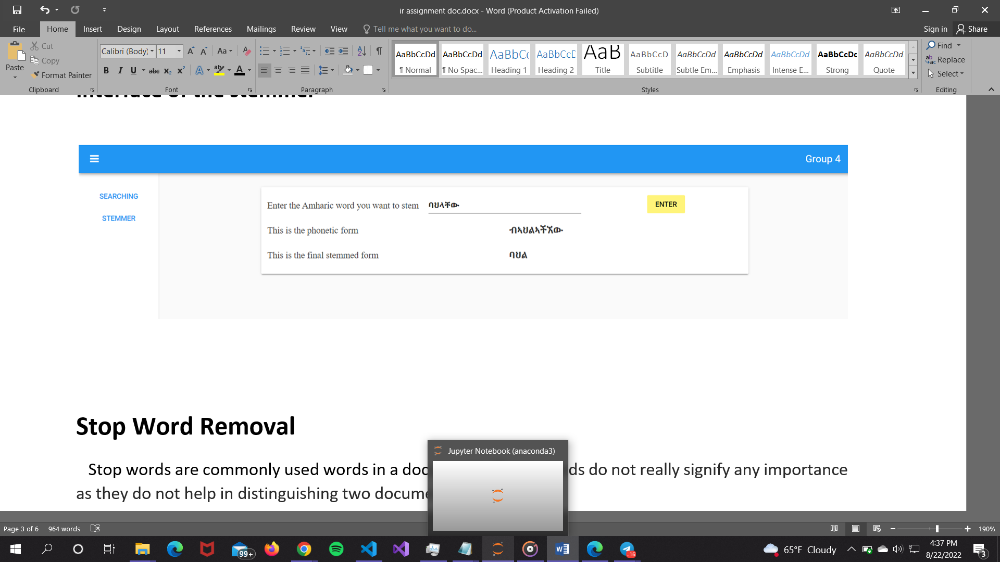 ir assignment doc.docx - Word (Product Activation Failed)
File Home Insert Design Layout References Mailings Review View Tell me what you want to do... Sign in Share
Paste
Cut
Copy
Format Painter
Clipboard
Calibri (Body) 11
Font
Paragraph
AaBbCcDd AaBbCcDd AaBbCc AaBbCcD AaB AaBbCcD AaBbCcDd AaBbCcDd AaBbCcDd AaBbCcDc AaBbCcDd
¶ Normal ¶ No Spac... Heading 1 Heading 2 Title Subtitle Subtle Em... Emphasis Intense E... Strong Quote
Styles
Find
Replace
Select
Editing
Interface of the stemmer
Group 4
SEARCHING
STEMMER
Enter the Amharic word you want to stem ባህላቸው ENTER
This is the phonetic form ብኣህልኣችኧው
This is the final stemmed form ባህል
Stop Word Removal
Stop words are commonly used words in a doc ds do not really signify any importance
as they do not help in distinguishing two docume
Jupyter Notebook (anaconda3)
Page 3 of 6 964 words 190%
99+
..16
65°F Cloudy
4:37 PM
8/22/2022
3